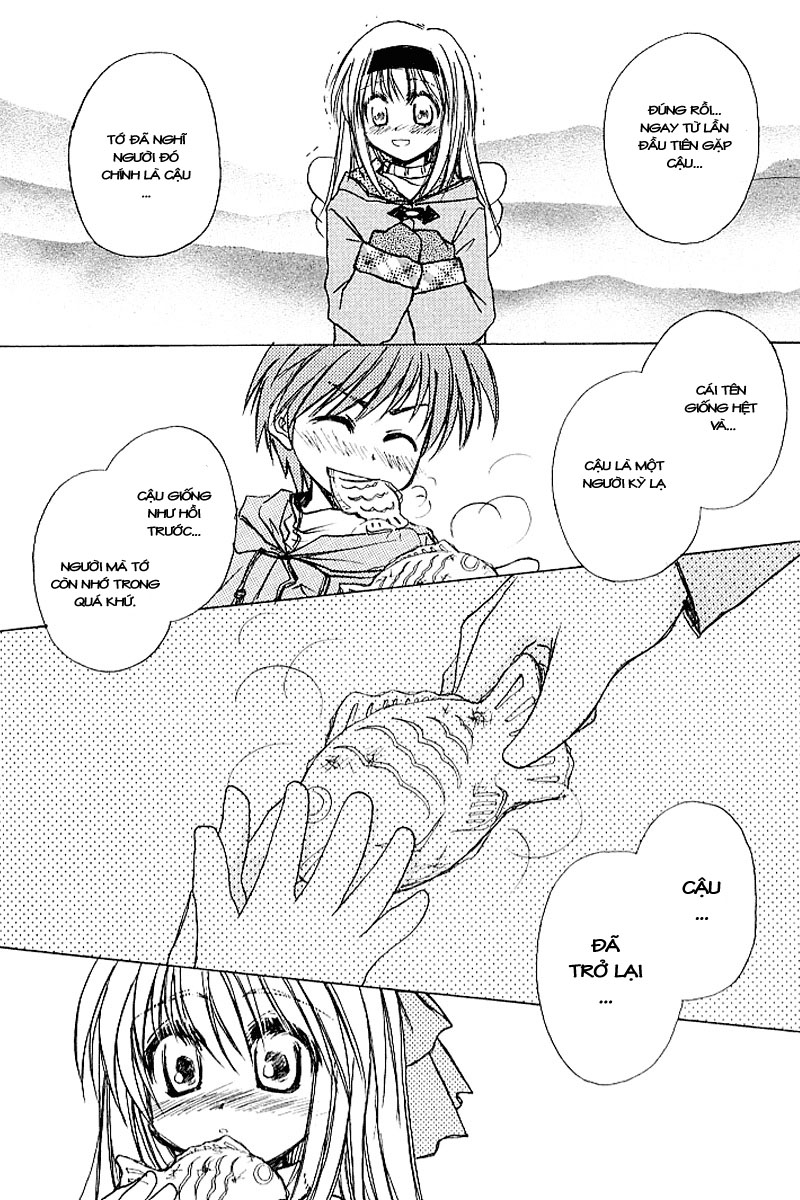 ĐÚNG RỒI...
NGAY TỪ LẦN
ĐẦU TIÊN GẶP
CẬU...
TỚ ĐÃ NGHĨ
NGƯỜI ĐÓ
CHÍNH LÀ CẬU
...
CÁI TÊN
GIỐNG HỆT
VÀ...
CẬU LÀ MỘT
NGƯỜI KỲ LẠ
CẬU GIỐNG
NHƯ HỒI
TRƯỚC...
NGƯỜI MÀ TỚ
CÒN NHỚ TRONG
QUÁ KHỨ.
CẬU
...
ĐÃ
TRỞ LẠI
...